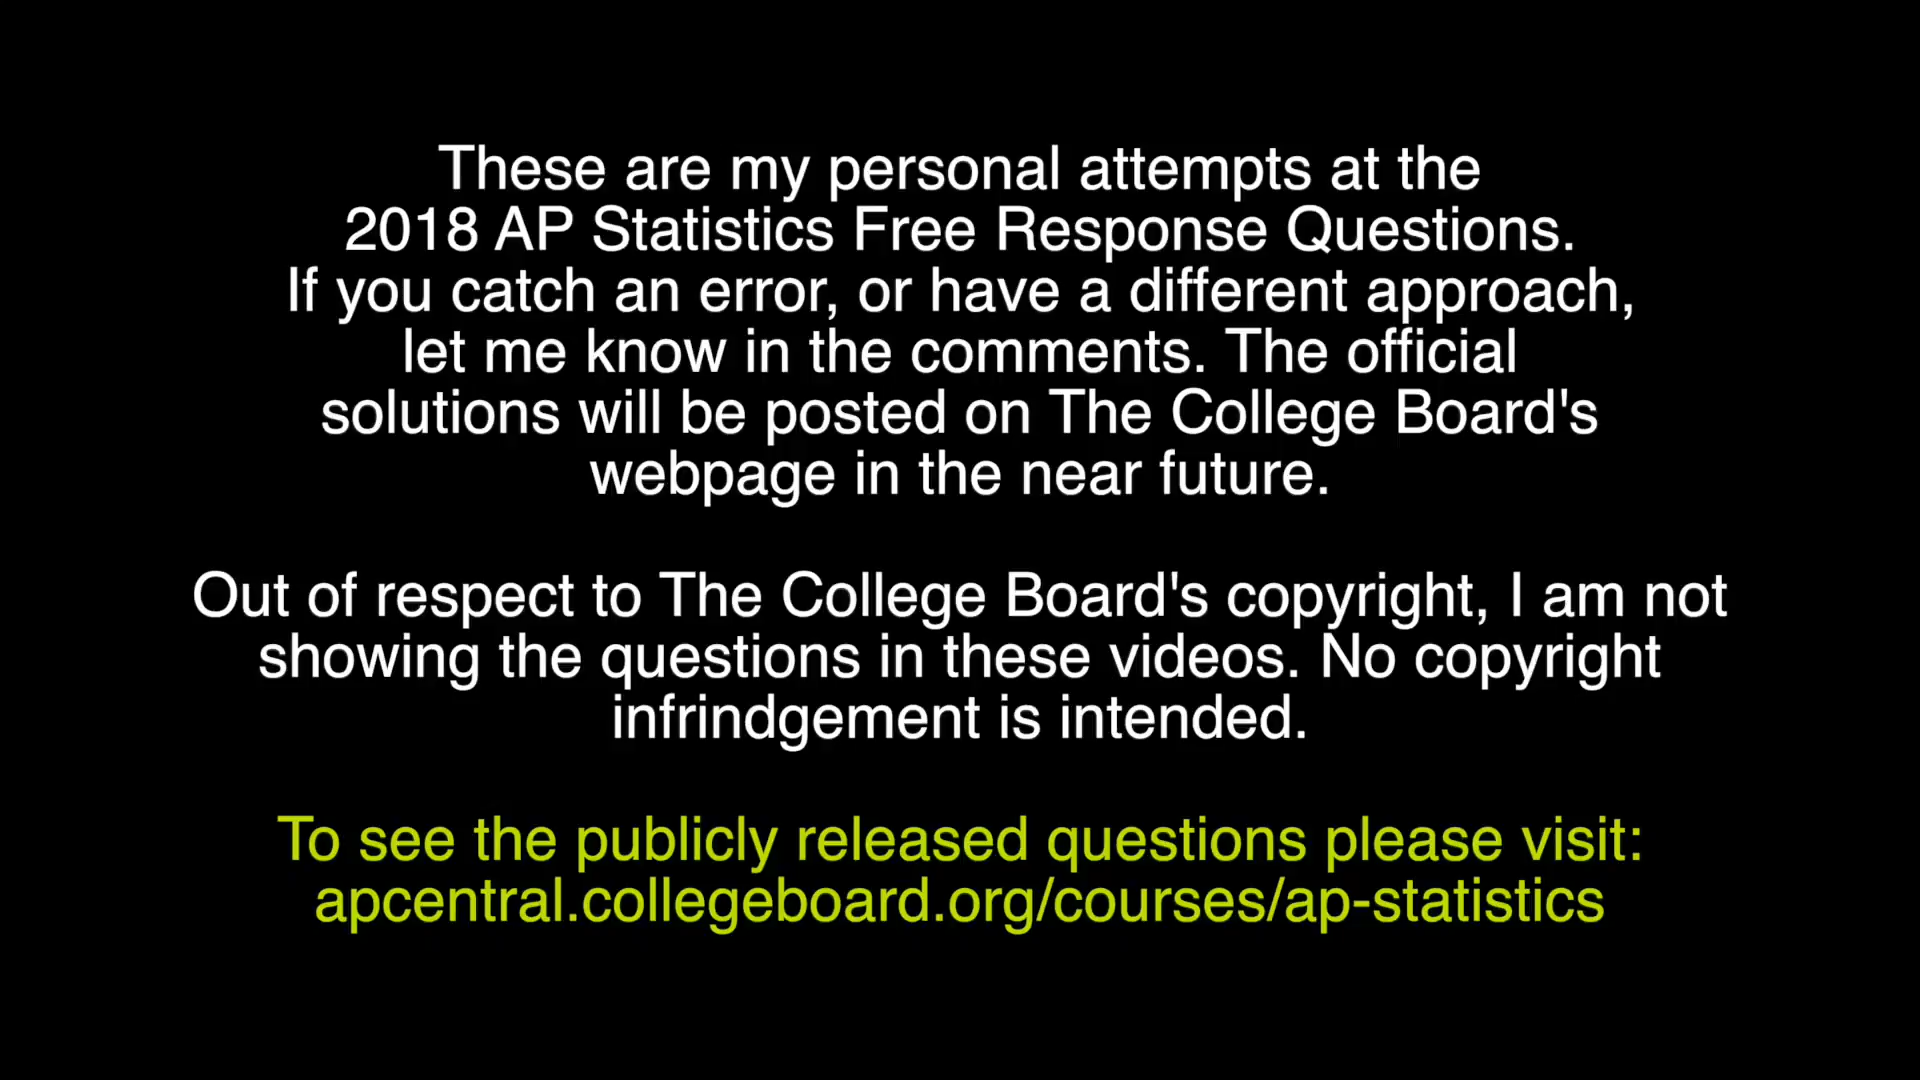 These are my personal attempts at the
2018 AP Statistics Free Response Questions.
If you catch an error, or have a different approach,
let me know in the comments. The official
solutions will be posted on The College Board's
webpage in the near future.
Out of respect to The College Board's copyright, I am not
showing the questions in these videos. No copyright
infrindgement is intended.
To see the publicly released questions please visit:
apcentral.collegeboard.org/courses/ap-statistics